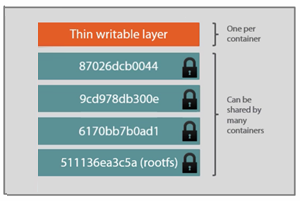 Thin writable layer
One per
container
87026dcb0044
9cd978db300e
6170bb7b0ad1
511136ea3c5a (rootfs)
Can be
shared by
many
containers